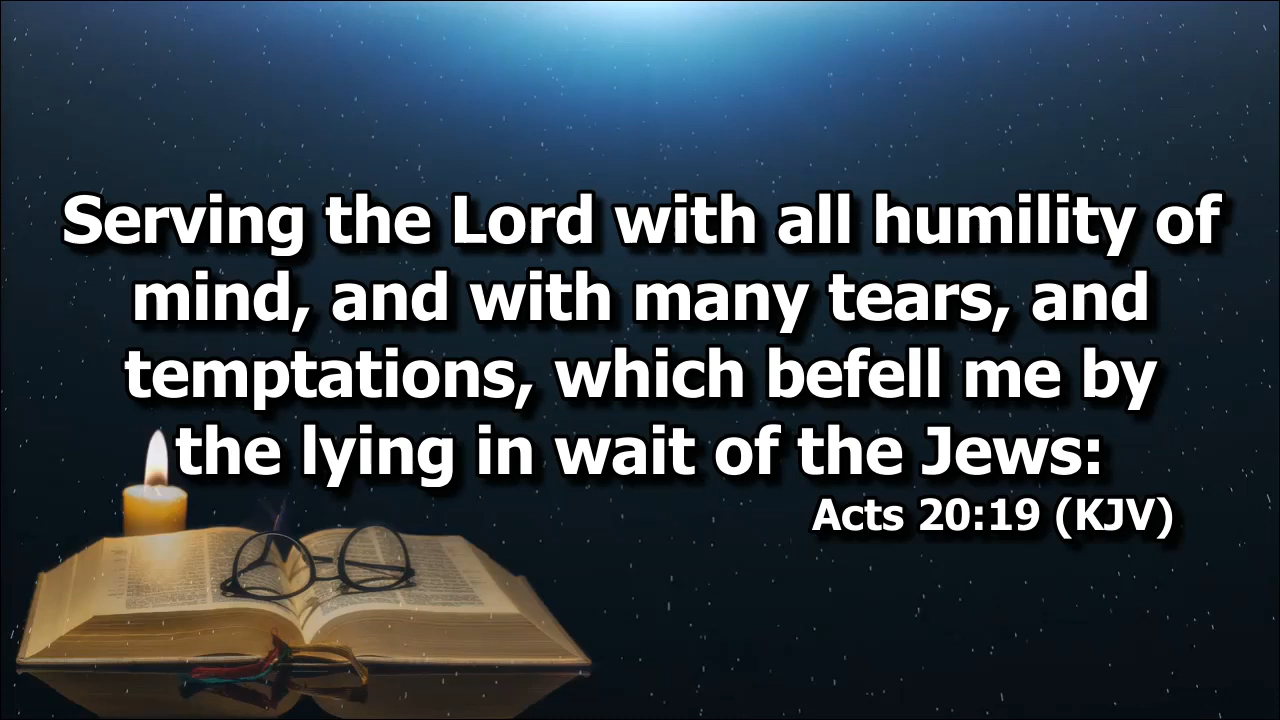 Serving the Lord with all humility of
mind, and with many tears, and
temptations, which befell me by
the lying in wait of the Jews:
Acts 20:19 (KJV)